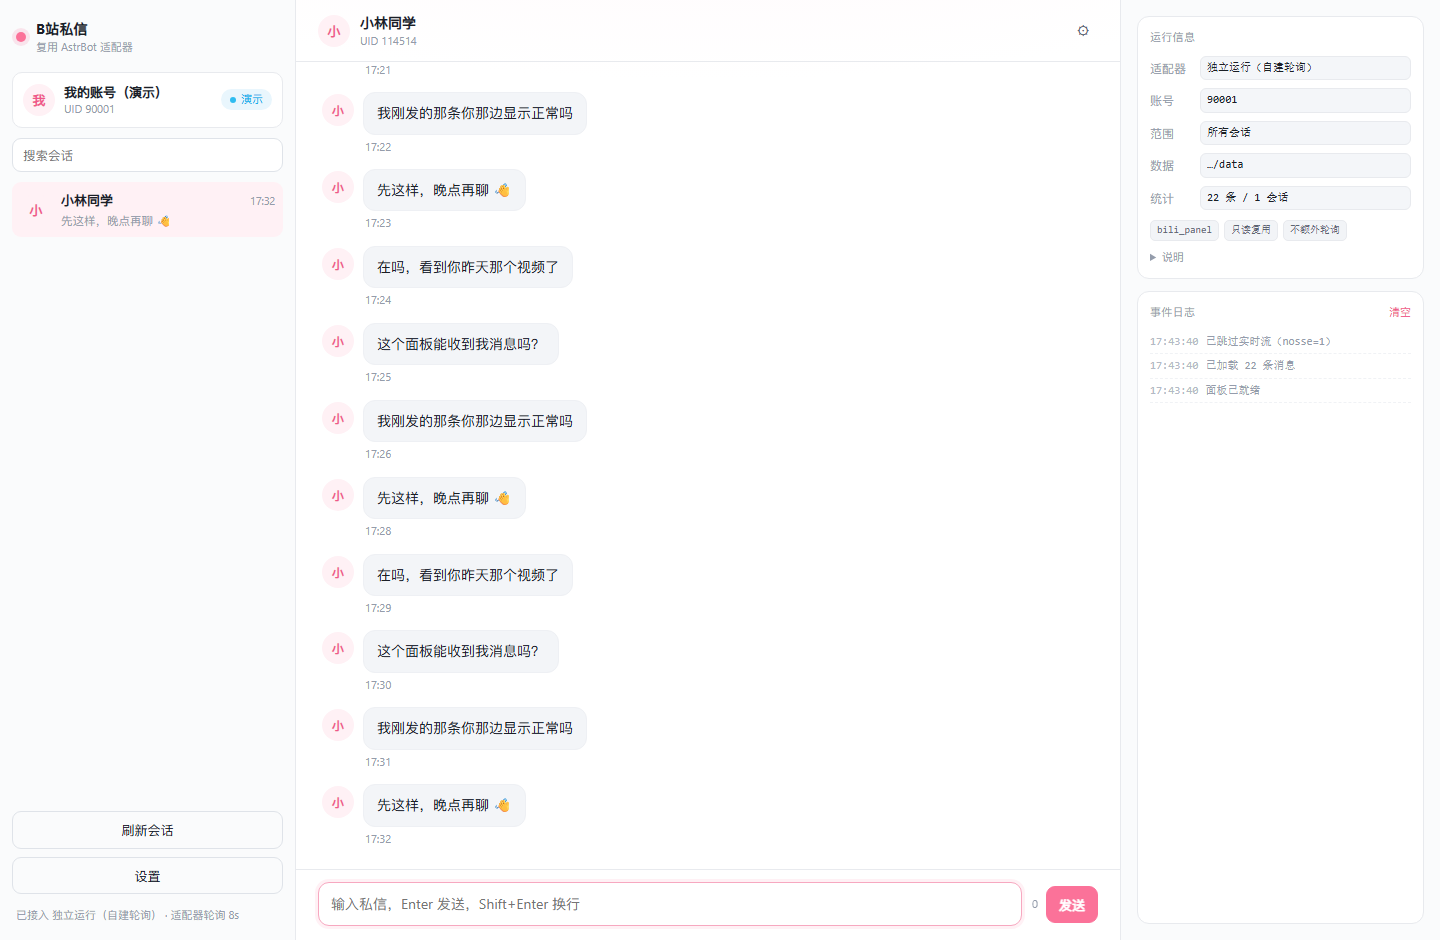 B站私信
复用 AstrBot 适配器
我
我的账号（演示）
UID 90001
演示
搜索会话
小
小林同学
17:32
先这样，晚点再聊 👋
刷新会话
设置
已接入 独立运行（自建轮询） · 适配器轮询 8s
小
小林同学
UID 114514
17:21
小
我刚发的那条你那边显示正常吗
17:22
小
先这样，晚点再聊 👋
17:23
小
在吗，看到你昨天那个视频了
17:24
小
这个面板能收到我消息吗？
17:25
小
我刚发的那条你那边显示正常吗
17:26
小
先这样，晚点再聊 👋
17:28
小
在吗，看到你昨天那个视频了
17:29
小
这个面板能收到我消息吗？
17:30
小
我刚发的那条你那边显示正常吗
17:31
小
先这样，晚点再聊 👋
17:32
输入私信，Enter 发送，Shift+Enter 换行
0
发送
运行信息
适配器 独立运行（自建轮询）
账号 90001
范围 所有会话
数据 …/data
统计 22 条 / 1 会话
bili_panel 只读复用 不额外轮询
▶ 说明
事件日志 清空
17:43:40 已跳过实时流（nosse=1）
17:43:40 已加载 22 条消息
17:43:40 面板已就绪